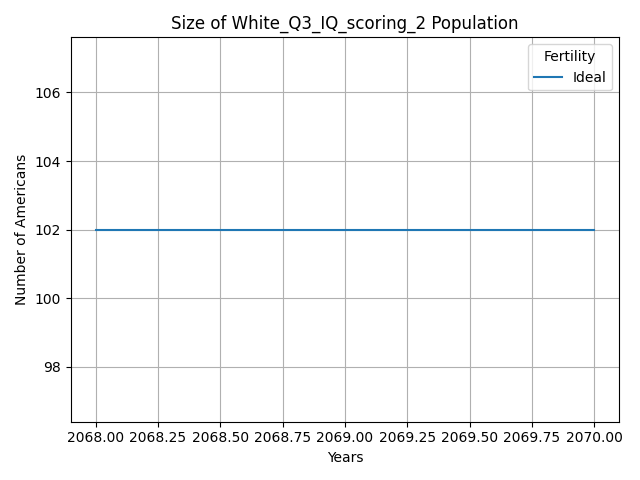 Size of White_Q3_IQ_scoring_2 Population
Fertility
Ideal
Number of Americans
106
104
102
100
98
2068.00 2068.25 2068.50 2068.75 2069.00 2069.25 2069.50 2069.75 2070.00
Years